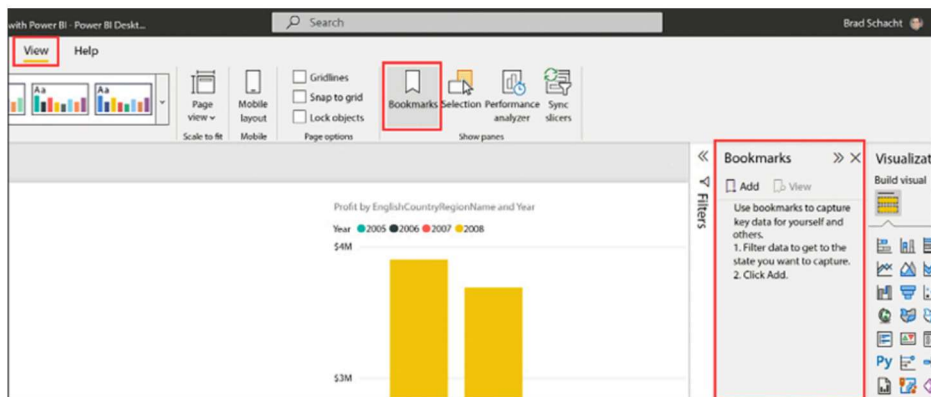 with Power BI - Power BI Deskt...
Search
Brad Schacht
View Help
Aa Aa
Page view
Mobile layout
Gridlines
Snap to grid
Lock objects
Bookmarks
Selection
Performance analyzer
Sync slicers
Scale to fit
Mobile
Page options
Show panes
Filters
Bookmarks
Add View
Use bookmarks to capture
key data for yourself and
others.
1. Filter data to get to the
state you want to capture.
2. Click Add.
Visualizat
Build visual
Py
Profit by EnglishCountryRegionName and Year
Year 2005 2006 2007 2008
$4M
$3M